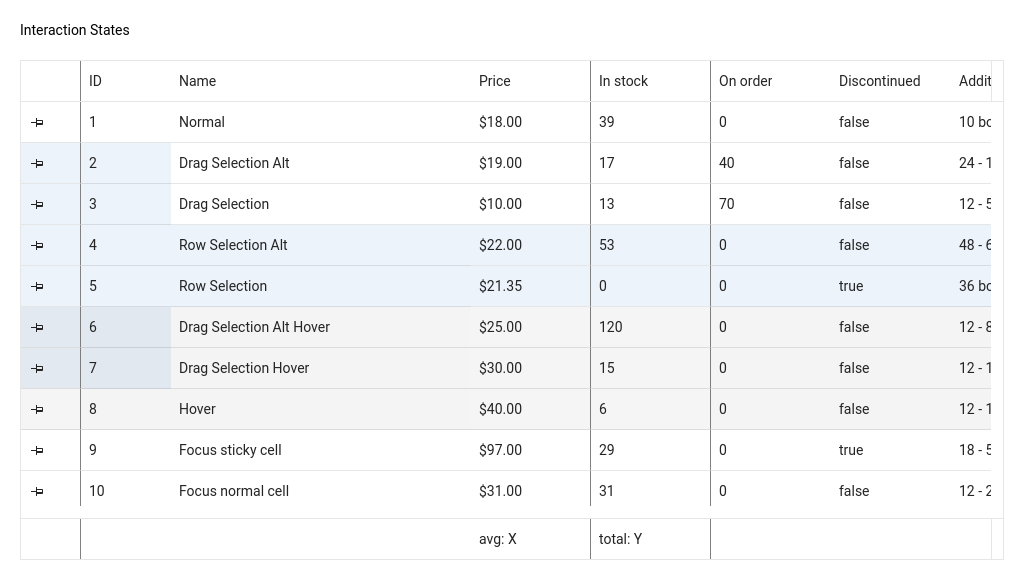 Interaction States
ID Name Price In stock On order Discontinued Addit
1 Normal $18.00 39 0 false 10 bo
2 Drag Selection Alt $19.00 17 40 false 24 - 1
3 Drag Selection $10.00 13 70 false 12 - 5
4 Row Selection Alt $22.00 53 0 false 48 - 6
5 Row Selection $21.35 0 0 true 36 bo
6 Drag Selection Alt Hover $25.00 120 0 false 12 - 8
7 Drag Selection Hover $30.00 15 0 false 12 - 1
8 Hover $40.00 6 0 false 12 - 1
9 Focus sticky cell $97.00 29 0 true 18 - 5
10 Focus normal cell $31.00 31 0 false 12 - 2
avg: X total: Y